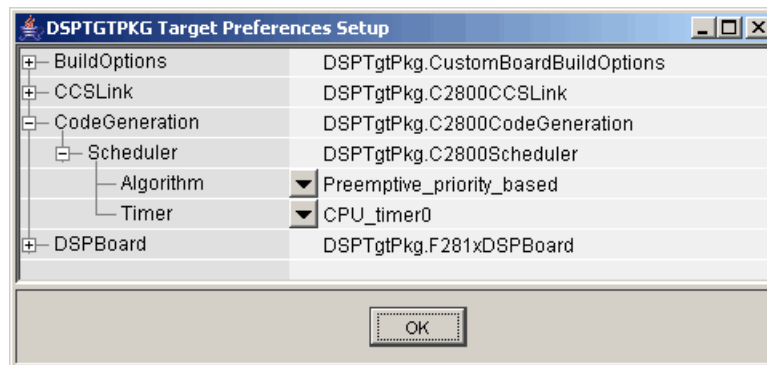 DSPTGTPKG Target Preferences Setup
BuildOptions DSPTgtPkg.CustomBoardBuildOptions
CCSLink DSPTgtPkg.C2800CCSLink
CodeGeneration DSPTgtPkg.C2800CodeGeneration
Scheduler DSPTgtPkg.C2800Scheduler
Algorithm Preemptive_priority_based
Timer CPU_timer0
DSPBoard DSPTgtPkg.F281xDSPBoard
OK